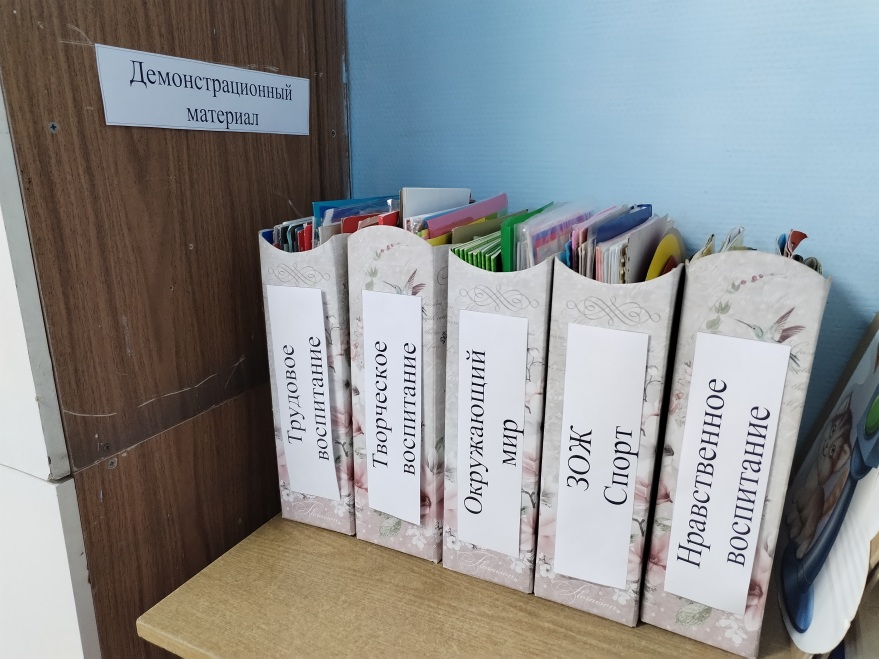 Демонстрационный
материал
Трудовое
воспитание
Творческое
воспитание
Окружающий
мир
ЗОЖ
Спорт
Нравственное
воспитание